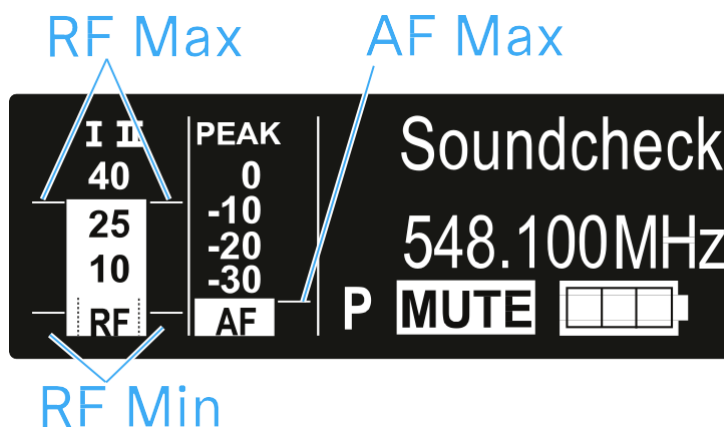 RF Max
AF Max
I II
PEAK
Soundcheck
40
0
25
-10
548.100MHz
10
-20
-30
RF
AF
P
MUTE
RF Min